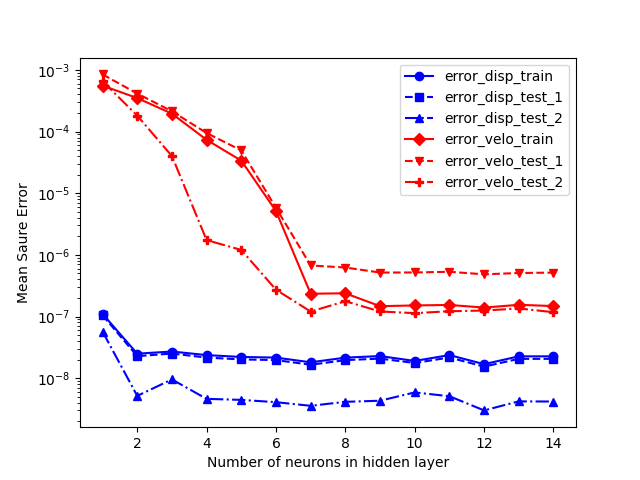 10⁻³
10⁻⁴
10⁻⁵
10⁻⁶
10⁻⁷
10⁻⁸
Mean Saure Error
error_disp_train
error_disp_test_1
error_disp_test_2
error_velo_train
error_velo_test_1
error_velo_test_2
2 4 6 8 10 12 14
Number of neurons in hidden layer